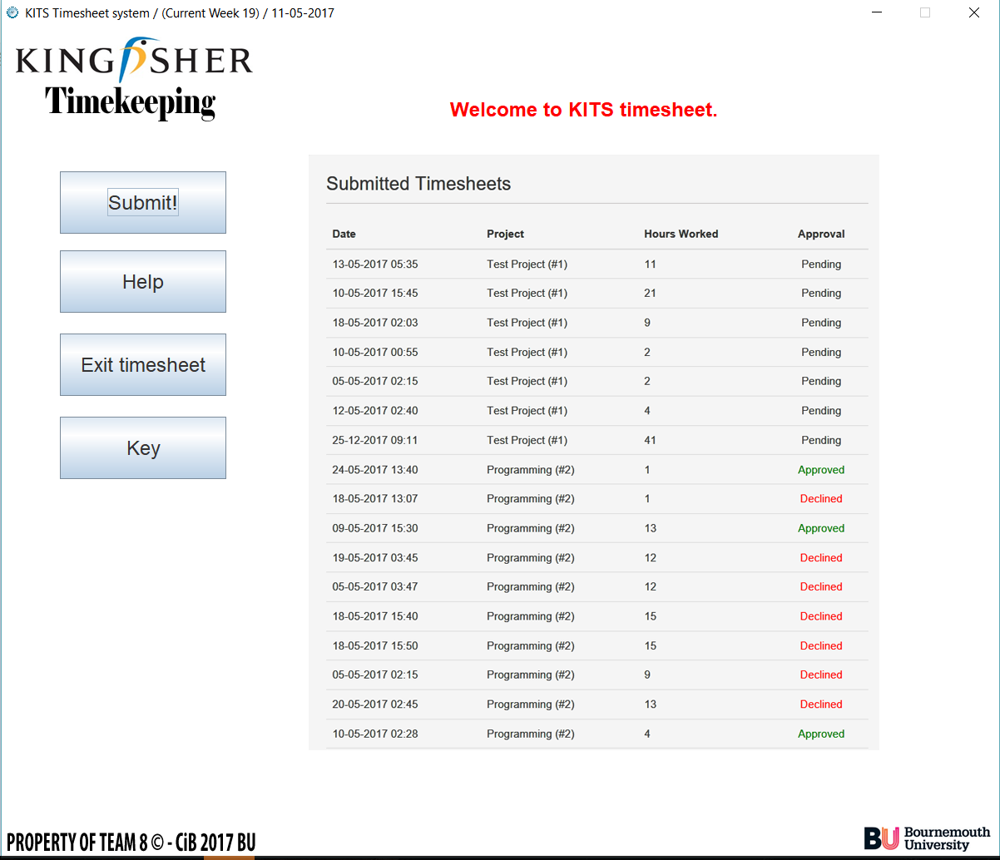 KITS Timesheet system / (Current Week 19) / 11-05-2017
KINGFISHER
Timekeeping
Welcome to KITS timesheet.
Submit!
Help
Exit timesheet
Key
Submitted Timesheets
Date Project Hours Worked Approval
13-05-2017 05:35 Test Project (#1) 11 Pending
10-05-2017 15:45 Test Project (#1) 21 Pending
18-05-2017 02:03 Test Project (#1) 9 Pending
10-05-2017 00:55 Test Project (#1) 2 Pending
05-05-2017 02:15 Test Project (#1) 2 Pending
12-05-2017 02:40 Test Project (#1) 4 Pending
25-12-2017 09:11 Test Project (#1) 41 Pending
24-05-2017 13:40 Programming (#2) 1 Approved
18-05-2017 13:07 Programming (#2) 1 Declined
09-05-2017 15:30 Programming (#2) 13 Approved
19-05-2017 03:45 Programming (#2) 12 Declined
05-05-2017 03:47 Programming (#2) 12 Declined
18-05-2017 15:40 Programming (#2) 15 Declined
18-05-2017 15:50 Programming (#2) 15 Declined
05-05-2017 02:15 Programming (#2) 9 Declined
20-05-2017 02:45 Programming (#2) 13 Declined
10-05-2017 02:28 Programming (#2) 4 Approved
PROPERTY OF TEAM 8 © - CiB 2017 BU
BU Bournemouth
University